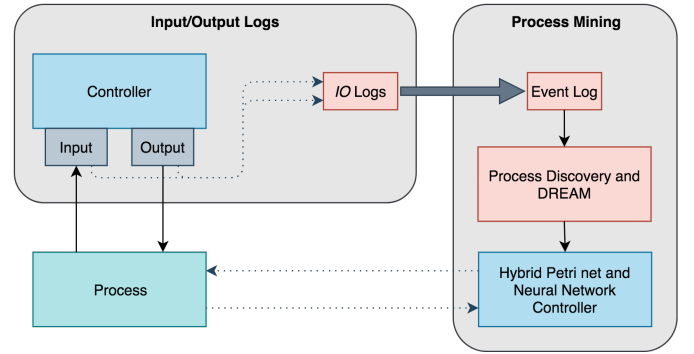 Input/Output Logs
Process Mining
Controller
Input
Output
IO Logs
Event Log
Process Discovery and
DREAM
Process
Hybrid Petri net and
Neural Network
Controller